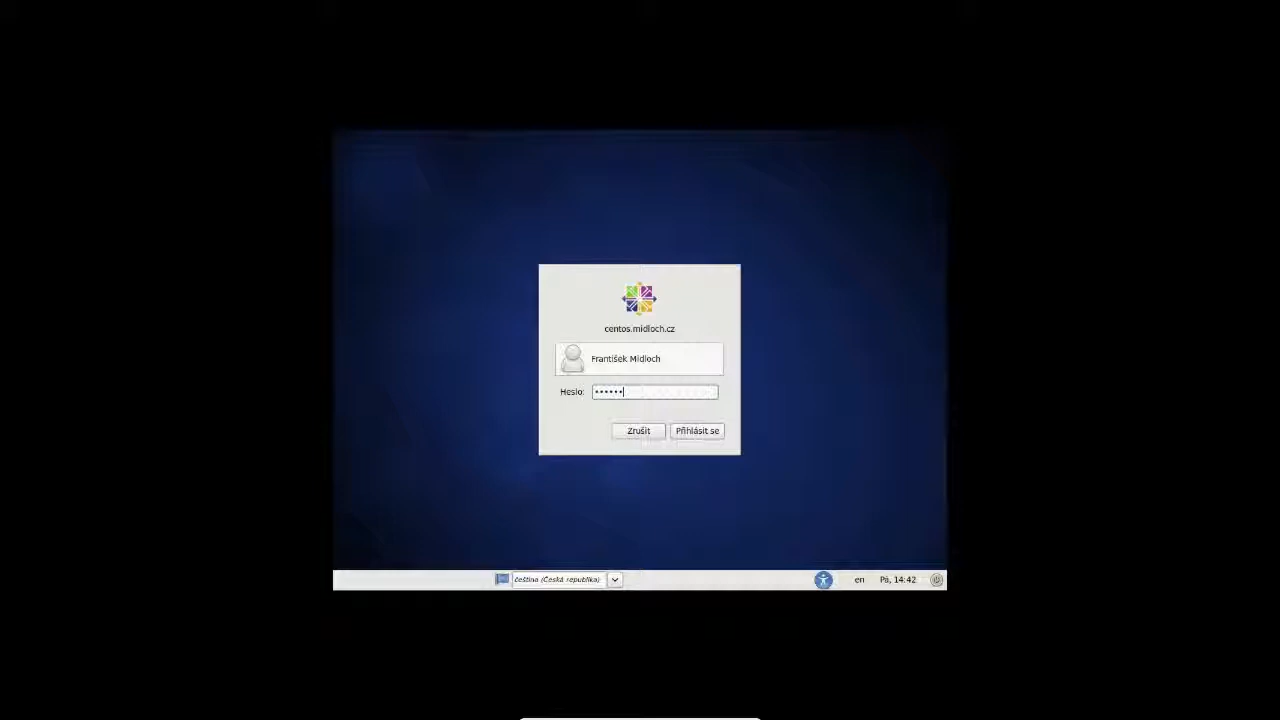 centos.midloch.cz
František Midloch
Heslo: ••••••
Zrušit
Přihlásit se
čeština (Česká republika)
en
Pá, 14:42